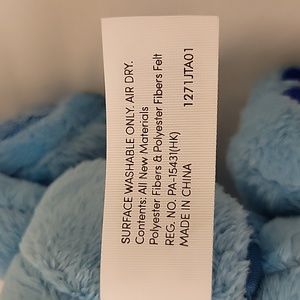 SURFACE WASHABLE ONLY. AIR DRY.
Contents: All New Materials
Polyester Fibers & Polyester Fibers Felt
REG. NO. PA-15431(HK)
MADE IN CHINA
1271JTA01